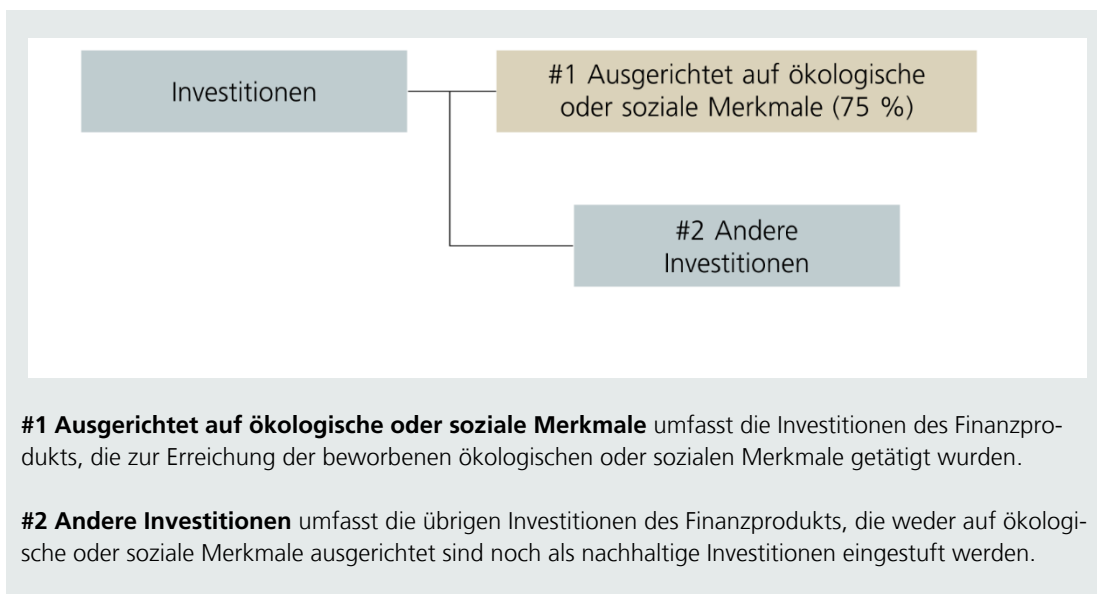 Investitionen
#1 Ausgerichtet auf ökologische
oder soziale Merkmale (75 %)
#2 Andere
Investitionen
#1 Ausgerichtet auf ökologische oder soziale Merkmale umfasst die Investitionen des Finanzpro-
dukts, die zur Erreichung der beworbenen ökologischen oder sozialen Merkmale getätigt wurden.
#2 Andere Investitionen umfasst die übrigen Investitionen des Finanzprodukts, die weder auf ökologi-
sche oder soziale Merkmale ausgerichtet sind noch als nachhaltige Investitionen eingestuft werden.